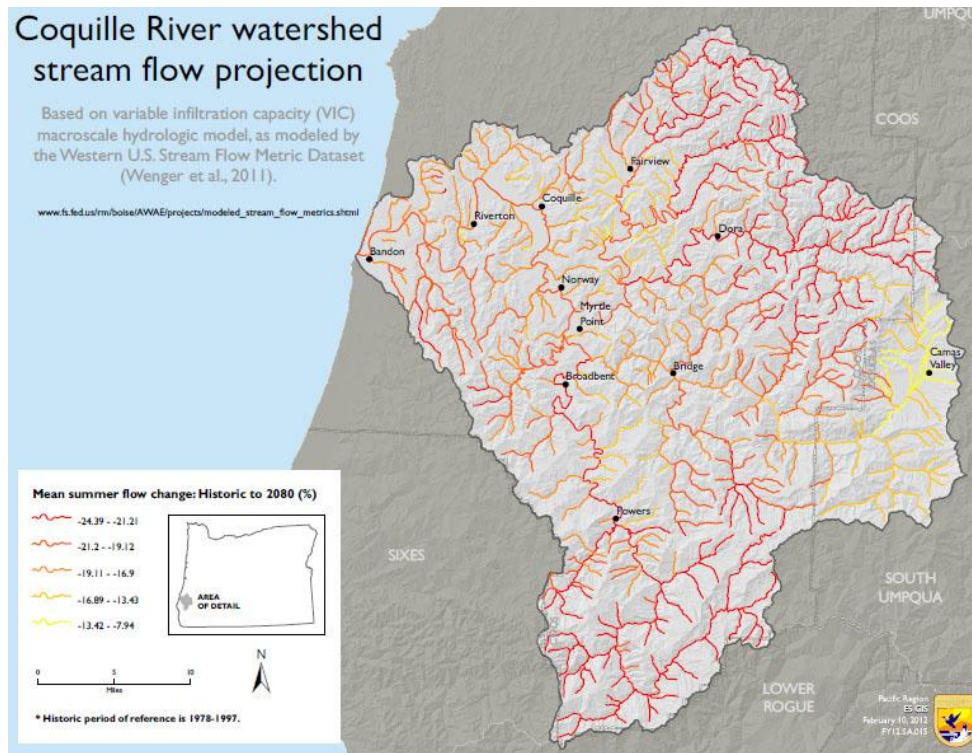 Coquille River watershed
stream flow projection
Based on variable infiltration capacity (VIC)
macroscale hydrologic model, as modeled by
the Western U.S. Stream Flow Metric Dataset
(Wenger et al., 2011).
www.fs.fed.us/rm/boise/AWAE/projects/modeled_stream_flow_metrics.shtml
UMPQ
COOS
Fairview
Coquille
Riverton
Dora
Bandon
Norway
Myrtle
Point
Camas
Valley
Bridge
Broadbent
Powers
SIXES
SOUTH
UMPQUA
LOWER
ROGUE
Mean summer flow change: Historic to 2080 (%)
-24.39 - -21.21
-21.2 - -19.12
-19.11 - -16.9
-16.89 - -13.43
-13.42 - -7.94
AREA
OF DETAIL
N
0 5 10
Miles
* Historic period of reference is 1978-1997.
Pacific Region
ES-GIS
February 10, 2012
FY12.SA.015